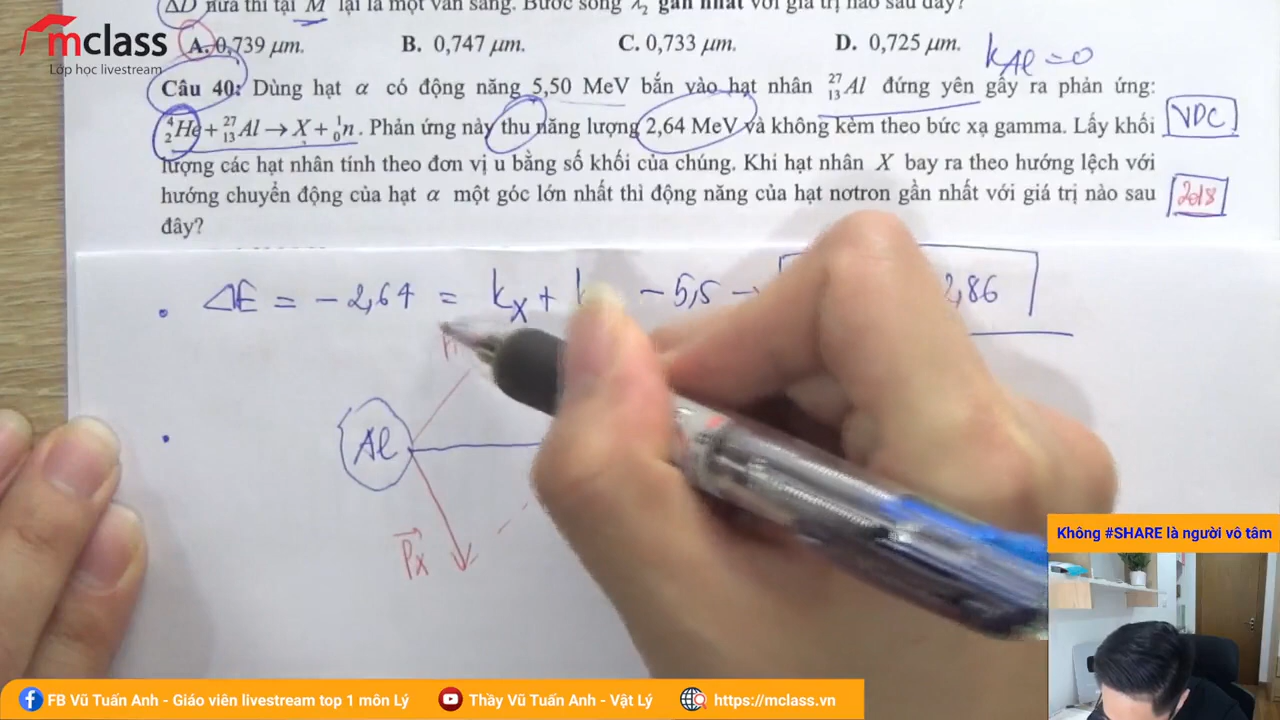 ΔD nữa thì tại M lại là một vân sáng. Bước sóng λ₂ gần nhất với giá trị nào sau đây?
mclass
Lớp học livestream
A. 0,739 μm. B. 0,747 μm. C. 0,733 μm. D. 0,725 μm.
kAl = 0
Câu 40: Dùng hạt α có động năng 5,50 MeV bắn vào hạt nhân ²⁷₁₃Al đứng yên gây ra phản ứng:
⁴₂He + ²⁷₁₃Al → X + ¹₀n. Phản ứng này thu năng lượng 2,64 MeV và không kèm theo bức xạ gamma. Lấy khối
VDC
lượng các hạt nhân tính theo đơn vị u bằng số khối của chúng. Khi hạt nhân X bay ra theo hướng lệch với
hướng chuyển động của hạt α một góc lớn nhất thì động năng của hạt nơtron gần nhất với giá trị nào sau
2018
đây?
ΔE = -2,64 = kX + k - 5,5 → 2,86
Al
PX
Không #SHARE là người vô tâm
FB Vũ Tuấn Anh - Giáo viên livestream top 1 môn Lý
Thầy Vũ Tuấn Anh - Vật Lý
https://mclass.vn